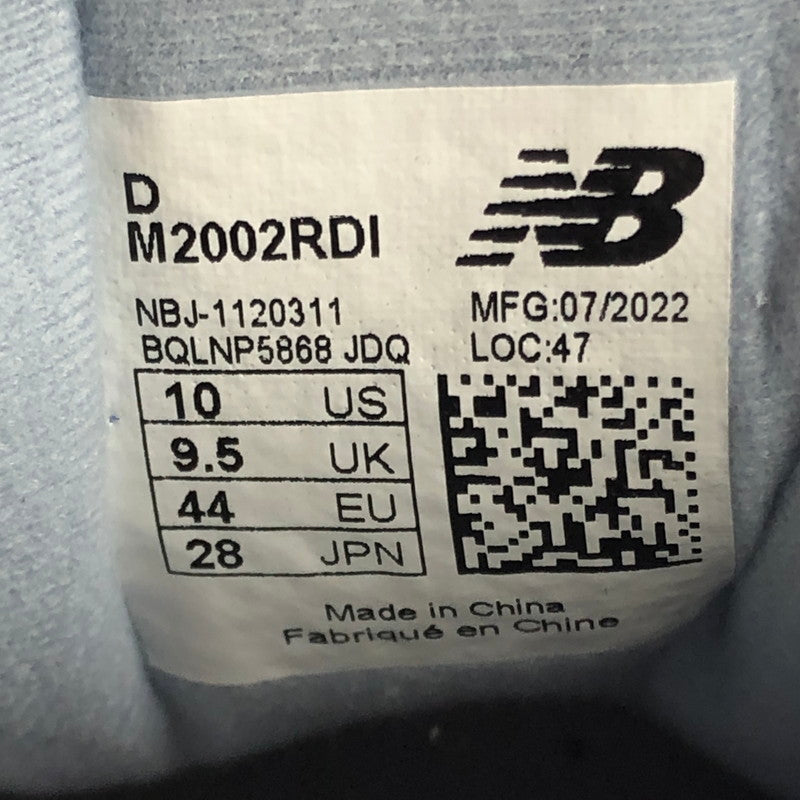 D
M2002RDI
NB
NBJ-1120311
MFG:07/2022
BQLNP5868 JDQ
LOC:47
10 US
9.5 UK
44 EU
28 JPN
Made in China
Fabriqué en Chine